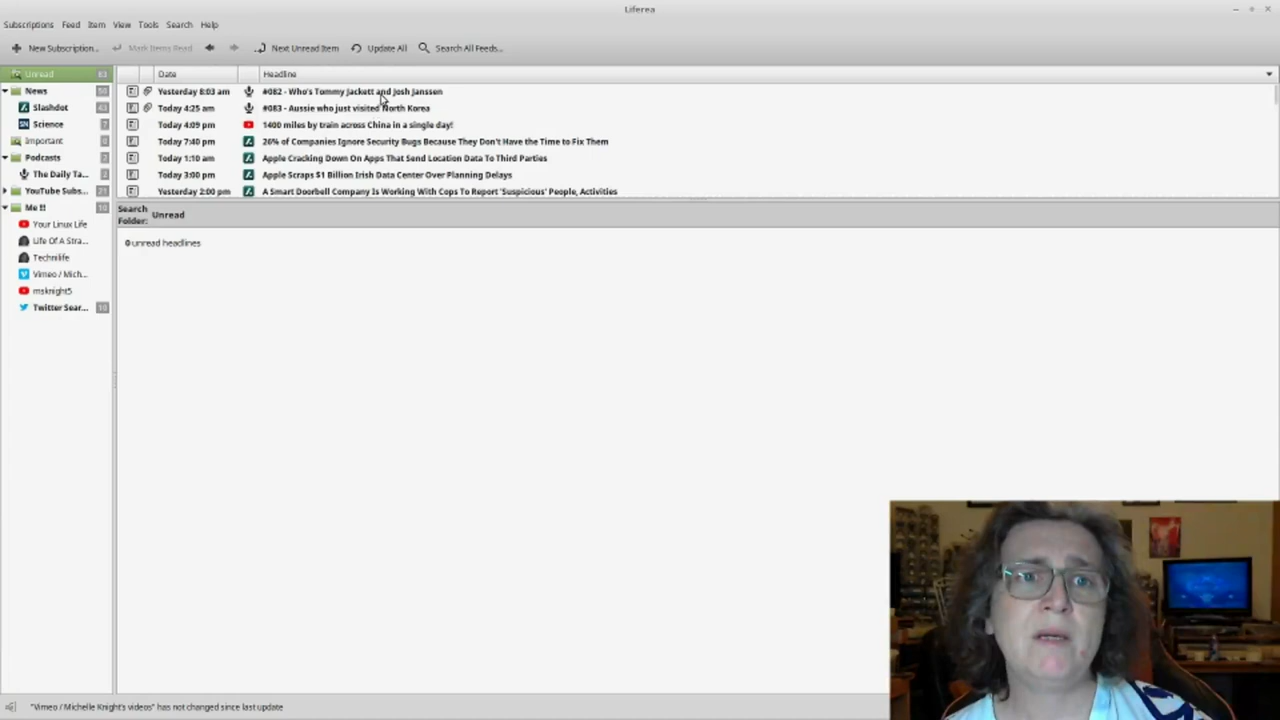 Liferea
Subscriptions Feed Item View Tools Search Help
New Subscription... Mark Items Read Next Unread Item Update All Search All Feeds...
Unread 83
News 50
Slashdot 43
Science 7
Important
Podcasts 2
The Daily Ta... 2
YouTube Subs... 21
Me !! 10
Your Linux Life
Life Of A Stra...
Technilife
Vimeo / Mich...
msknight5
Twitter Sear... 10
Date Headline
Yesterday 8:03 am #082 - Who's Tommy Jackett and Josh Janssen
Today 4:25 am #083 - Aussie who just visited North Korea
Today 4:09 pm 1400 miles by train across China in a single day!
Today 7:40 pm 26% of Companies Ignore Security Bugs Because They Don't Have the Time to Fix Them
Today 1:10 am Apple Cracking Down On Apps That Send Location Data To Third Parties
Today 3:00 pm Apple Scraps $1 Billion Irish Data Center Over Planning Delays
Yesterday 2:00 pm A Smart Doorbell Company Is Working With Cops To Report 'Suspicious' People, Activities
Search Folder: Unread
0 unread headlines
"Vimeo / Michelle Knight's videos" has not changed since last update